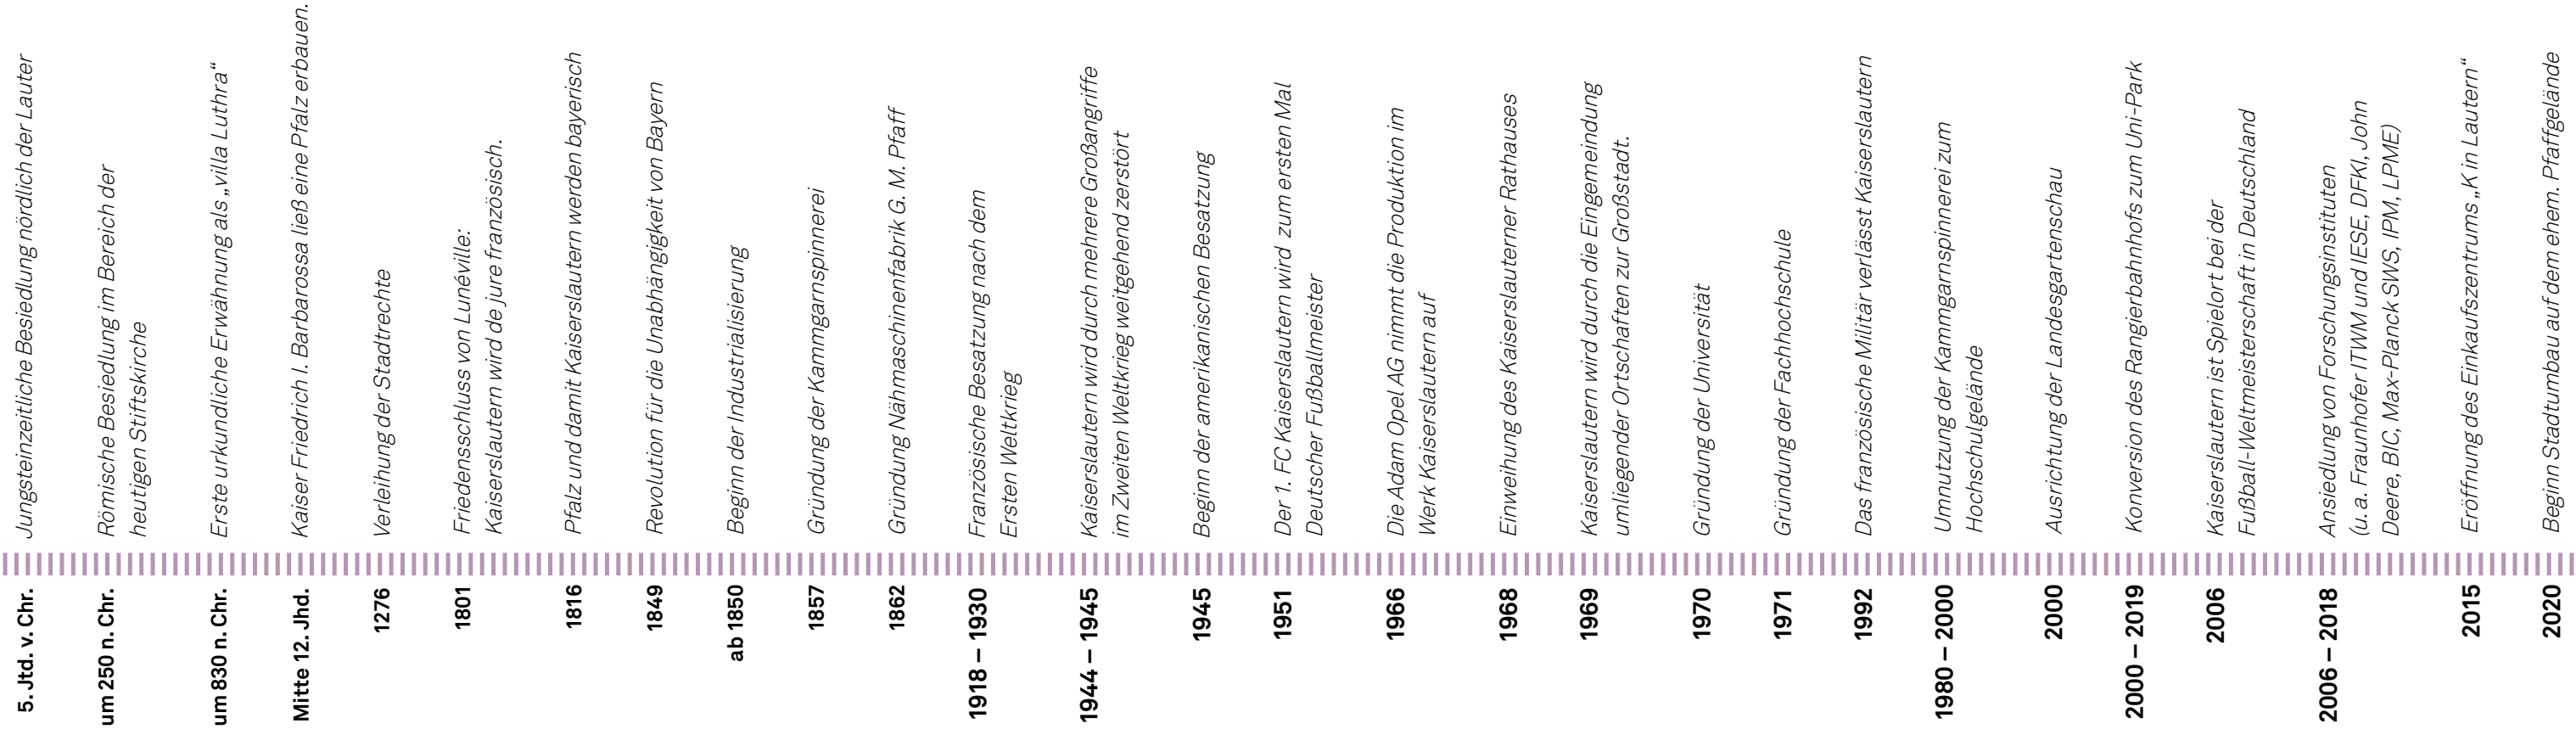 5. Jtd. v. Chr.
Jungsteinzeitliche Besiedlung nördlich der Lauter
um 250 n. Chr.
Römische Besiedlung im Bereich der
heutigen Stiftskirche
um 830 n. Chr.
Erste urkundliche Erwähnung als „villa Luthra“
Mitte 12. Jhd.
Kaiser Friedrich I. Barbarossa ließ eine Pfalz erbauen.
1276
Verleihung der Stadtrechte
1801
Friedensschluss von Lunéville:
Kaiserslautern wird de jure französisch.
1816
Pfalz und damit Kaiserslautern werden bayerisch
1849
Revolution für die Unabhängigkeit von Bayern
ab 1850
Beginn der Industrialisierung
1857
Gründung der Kammgarnspinnerei
1862
Gründung Nähmaschinenfabrik G. M. Pfaff
1918 – 1930
Französische Besatzung nach dem
Ersten Weltkrieg
1944 – 1945
Kaiserslautern wird durch mehrere Großangriffe
im Zweiten Weltkrieg weitgehend zerstört
1945
Beginn der amerikanischen Besatzung
1951
Der 1. FC Kaiserslautern wird zum ersten Mal
Deutscher Fußballmeister
1966
Die Adam Opel AG nimmt die Produktion im
Werk Kaiserslautern auf
1968
Einweihung des Kaiserslauterner Rathauses
1969
Kaiserslautern wird durch die Eingemeindung
umliegender Ortschaften zur Großstadt.
1970
Gründung der Universität
1971
Gründung der Fachhochschule
1992
Das französische Militär verlässt Kaiserslautern
1980 – 2000
Umnutzung der Kammgarnspinnerei zum
Hochschulgelände
2000
Ausrichtung der Landesgartenschau
2000 – 2019
Konversion des Rangierbahnhofs zum Uni-Park
2006
Kaiserslautern ist Spielort bei der
Fußball-Weltmeisterschaft in Deutschland
2006 – 2018
Ansiedlung von Forschungsinstituten
(u. a. Fraunhofer ITWM und IESE, DFKI, John
Deere, BIC, Max-Planck SWS, IPM, LPME)
2015
Eröffnung des Einkaufszentrums „K in Lautern“
2020
Beginn Stadtumbau auf dem ehem. Pfaffgelände